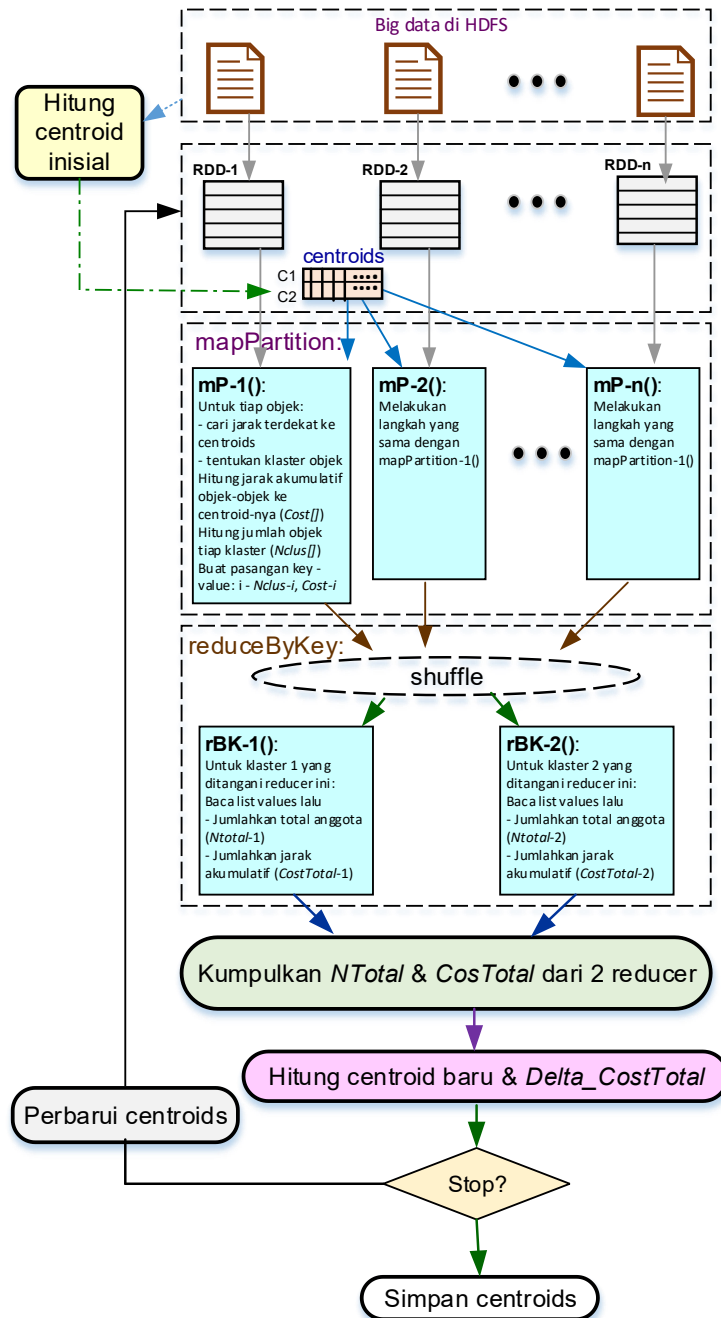 Big data di HDFS
Hitung
centroid
inisial
RDD-1
RDD-2
RDD-n
centroids
C1
C2
mapPartition:
mP-1():
Untuk tiap objek:
- cari jarak terdekat ke
centroids
- tentukan klaster objek
Hitung jarak akumulatif
objek-objek ke
centroid-nya (Cost[])
Hitung jumlah objek
tiap klaster (Nclus[])
Buat pasangan key -
value: i - Nclus-i, Cost-i
mP-2():
Melakukan
langkah yang
sama dengan
mapPartition-1()
mP-n():
Melakukan
langkah yang
sama dengan
mapPartition-1()
reduceByKey:
shuffle
rBK-1():
Untuk klaster 1 yang
ditangani reducer ini:
Baca list values lalu
- Jumlahkan total anggota
(Ntotal-1)
- Jumlahkan jarak
akumulatif (CostTotal-1)
rBK-2():
Untuk klaster 2 yang
ditangani reducer ini:
Baca list values lalu
- Jumlahkan total anggota
(Ntotal-2)
- Jumlahkan jarak
akumulatif (CostTotal-2)
Kumpulkan NTotal & CosTotal dari 2 reducer
Hitung centroid baru & Delta_CostTotal
Perbarui centroids
Stop?
Simpan centroids